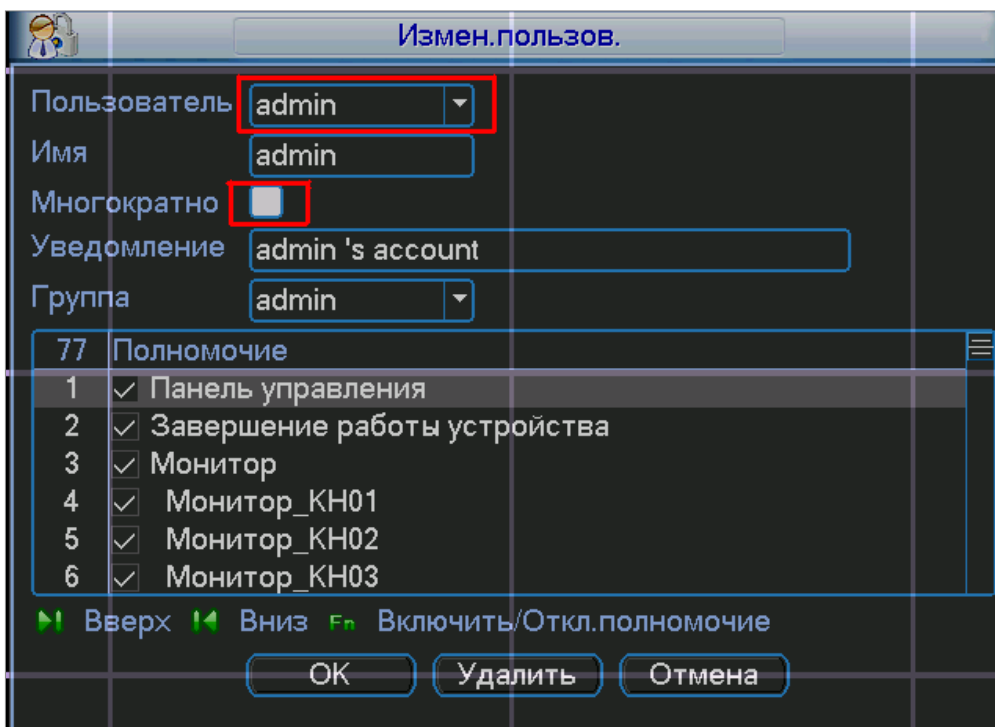 Измен.пользов.
Пользователь admin
Имя admin
Многократно
Уведомление admin 's account
Группа admin
77 Полномочие
1 Панель управления
2 Завершение работы устройства
3 Монитор
4 Монитор_КН01
5 Монитор_КН02
6 Монитор_КН03
Вверх Вниз Fn Включить/Откл.полномочие
OK Удалить Отмена